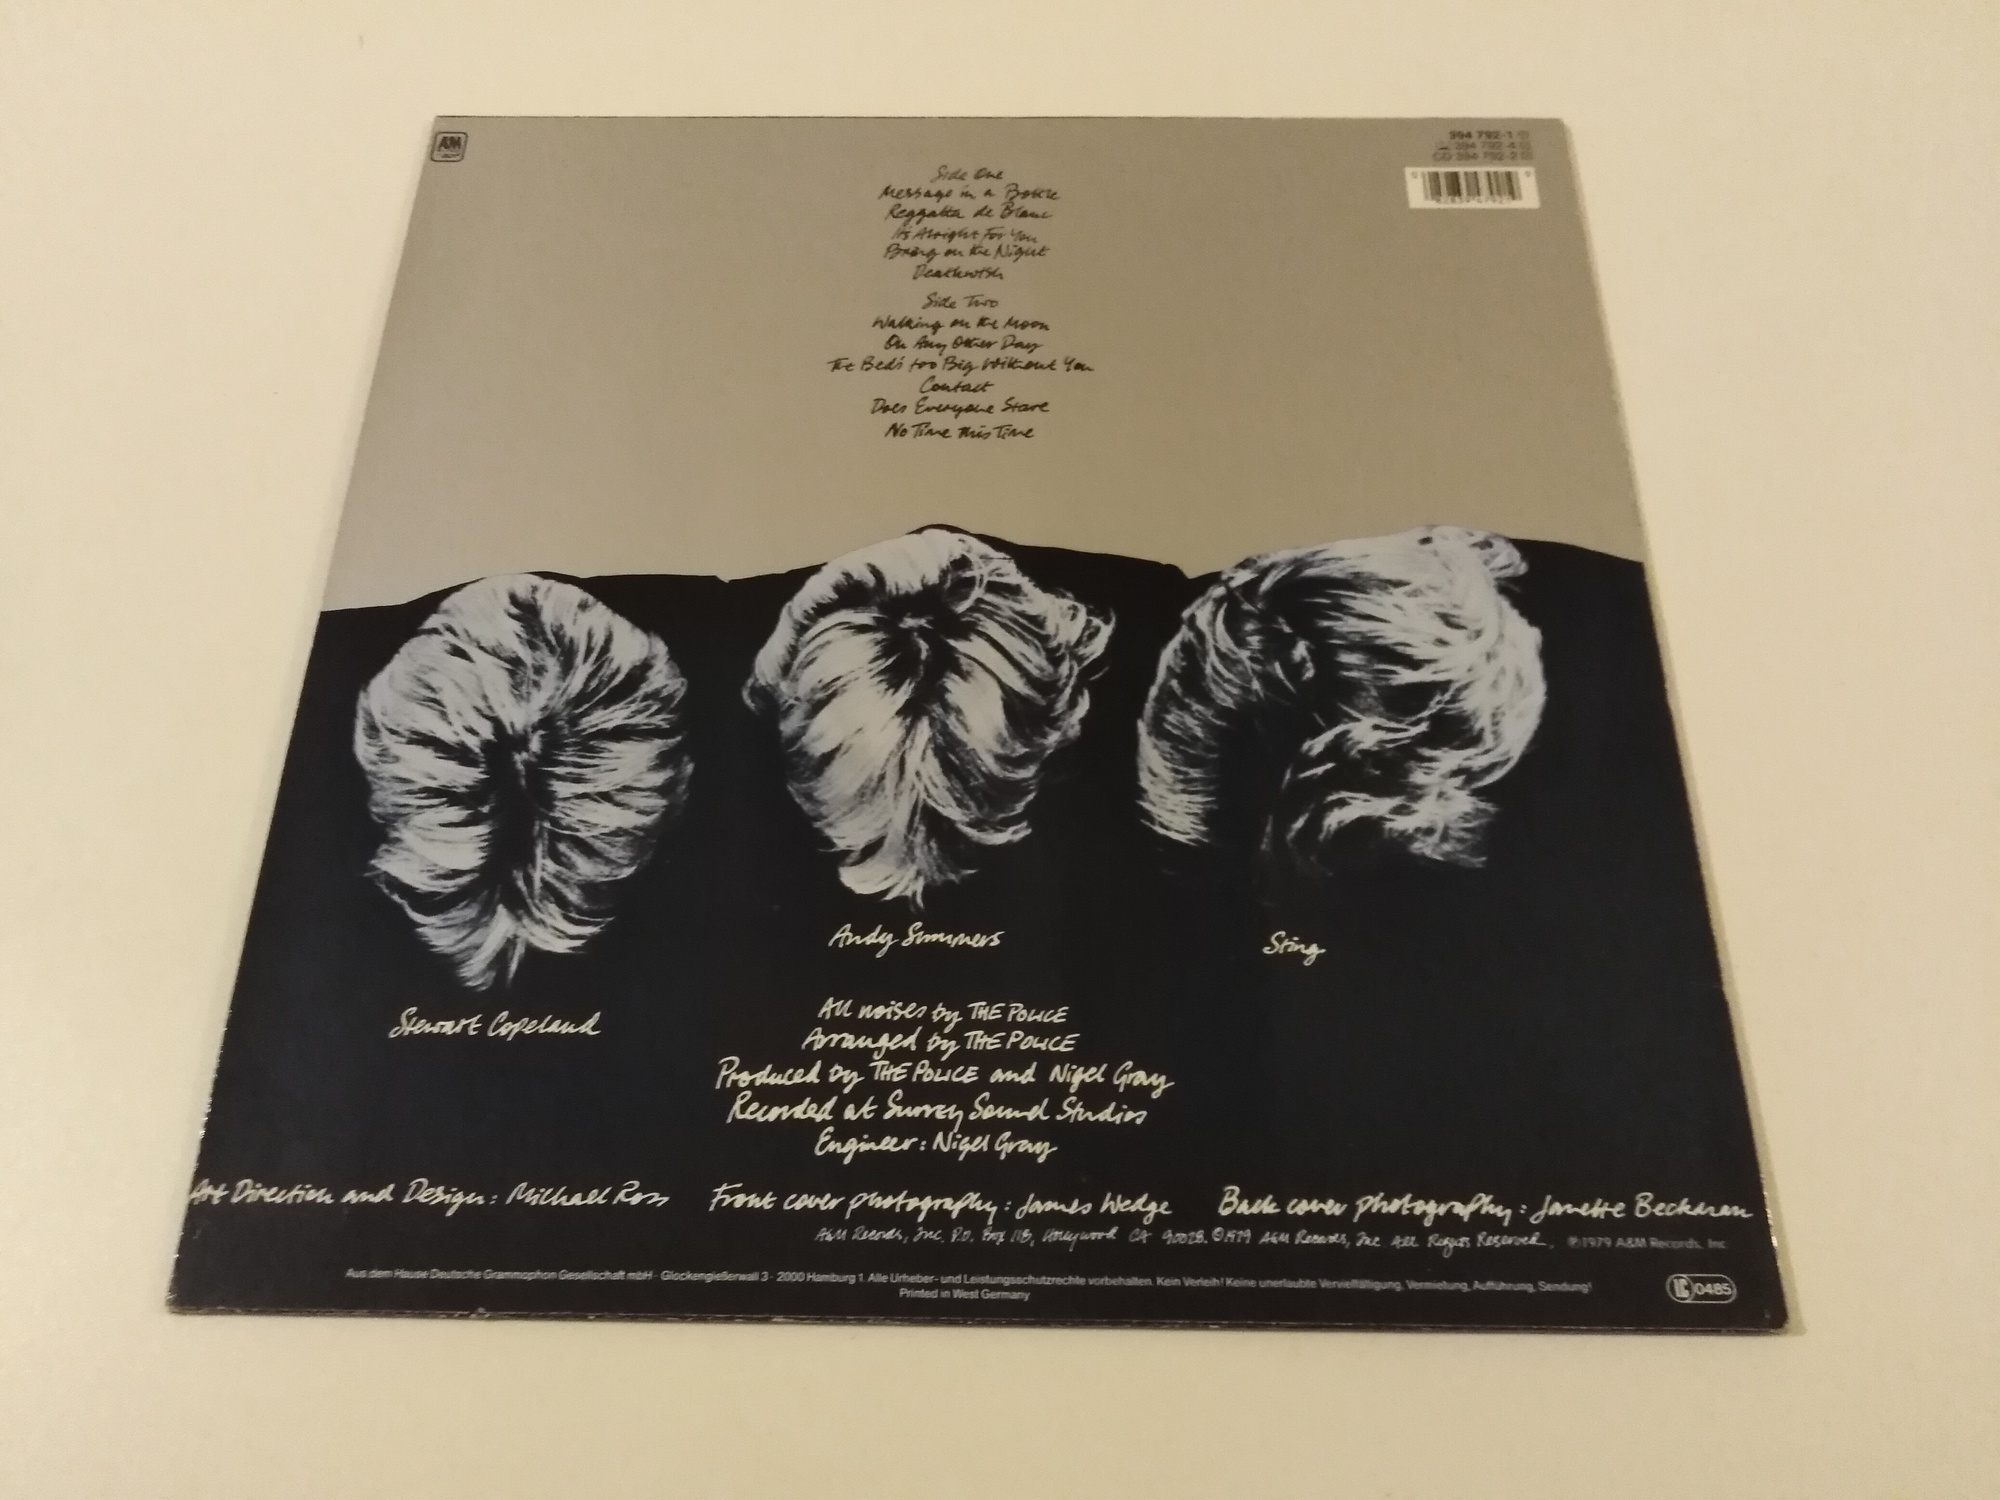 A&M
394 792-1
394 792-4
CD 394 792-2
Side One
Message in a Bottle
Reggatta de Blanc
It's Alright For You
Bring on the Night
Deathwish
Side Two
Walking on the Moon
On Any Other Day
The Bed's too Big Without You
Contact
Does Everyone Stare
No Time this Time
Andy Summers
Sting
Stewart Copeland
All noises by THE POLICE
Arranged by THE POLICE
Produced by THE POLICE and Nigel Gray
Recorded at Surrey Sound Studios
Engineer: Nigel Gray
Art Direction and Design: Michael Ross Front cover photography: James Wedge Back cover photography: Janette Beckman
A&M Records, Inc. P.O. Box 118, Hollywood CA 90028. ©1979 A&M Records, Inc All Rights Reserved. ℗1979 A&M Records, Inc
Aus dem Hause Deutsche Grammophon Gesellschaft mbH · Glockengießerwall 3 · 2000 Hamburg 1. Alle Urheber- und Leistungsschutzrechte vorbehalten. Kein Verleih! Keine unerlaubte Vervielfältigung, Vermietung, Aufführung, Sendung!
Printed in West Germany
LC 0485